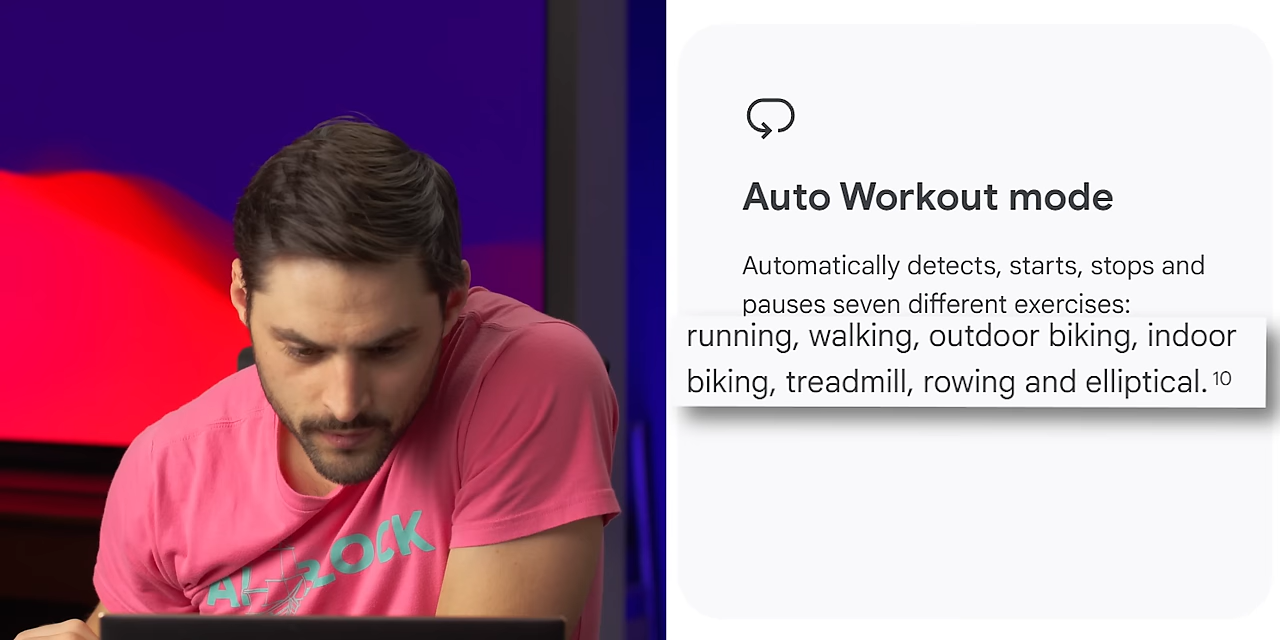 Auto Workout mode
Automatically detects, starts, stops and
pauses seven different exercises:
running, walking, outdoor biking, indoor
biking, treadmill, rowing and elliptical.10